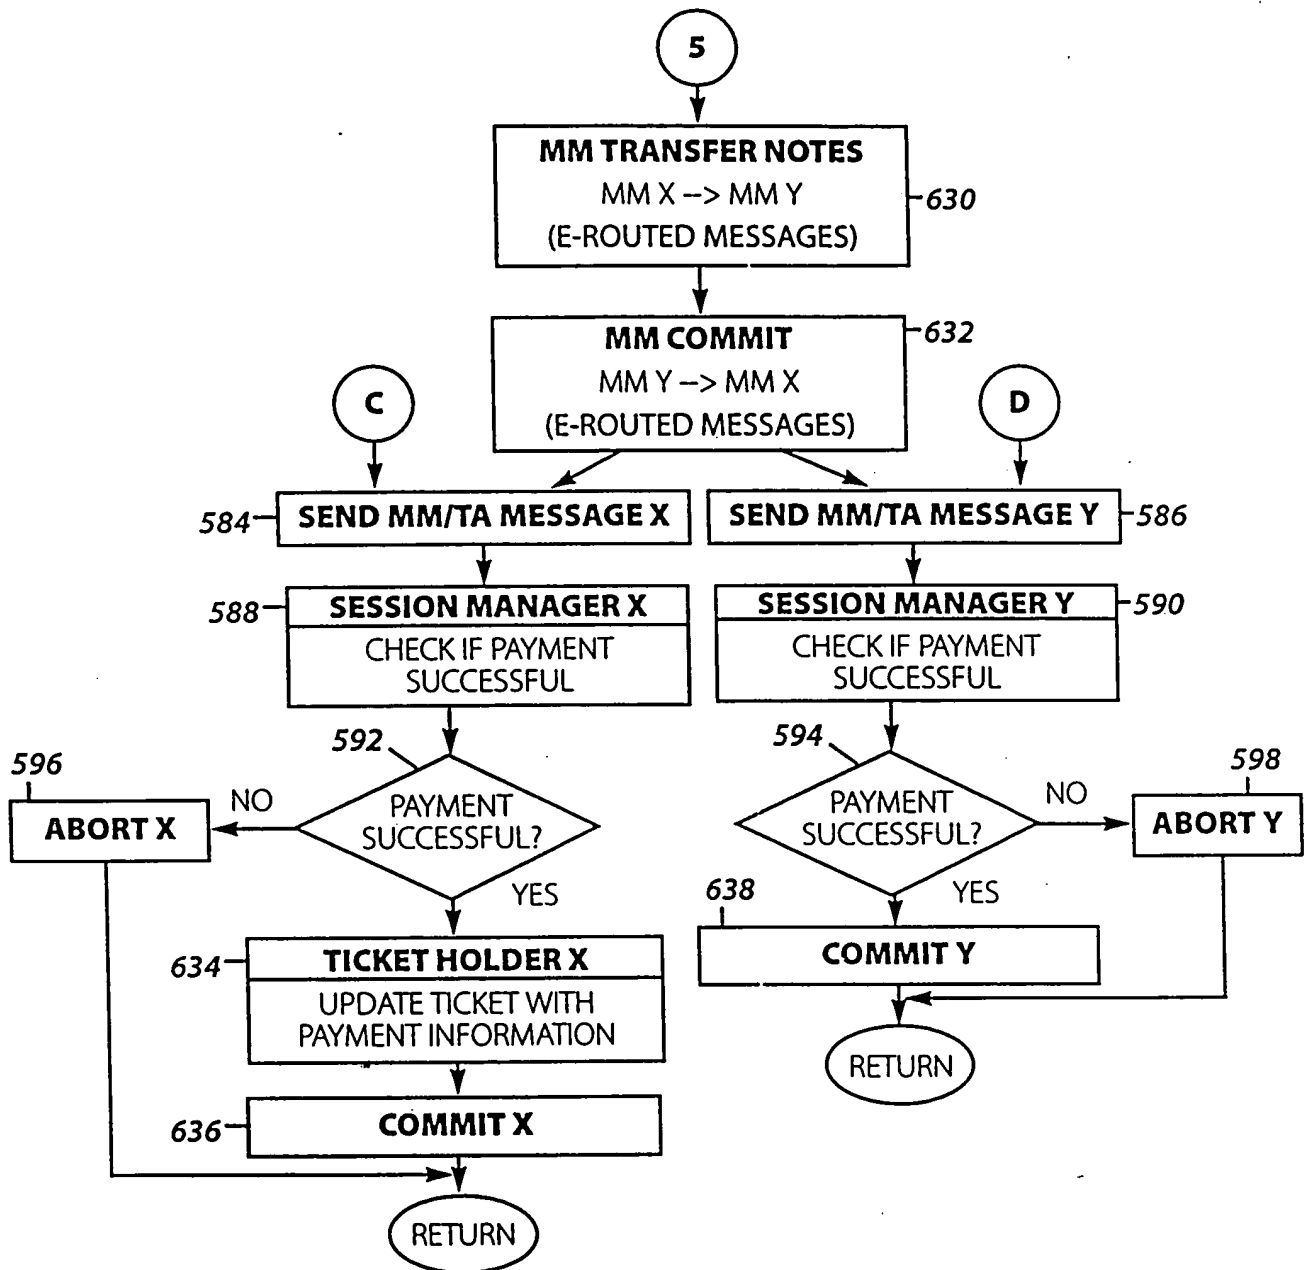 5
MM TRANSFER NOTES
MM X --> MM Y
(E-ROUTED MESSAGES)
630
MM COMMIT
632
MM Y --> MM X
(E-ROUTED MESSAGES)
C
D
584
SEND MM/TA MESSAGE X
SEND MM/TA MESSAGE Y
586
588
SESSION MANAGER X
CHECK IF PAYMENT
SUCCESSFUL
SESSION MANAGER Y
590
CHECK IF PAYMENT
SUCCESSFUL
592
594
596
ABORT X
NO
PAYMENT
SUCCESSFUL?
YES
PAYMENT
SUCCESSFUL?
NO
YES
598
ABORT Y
634
TICKET HOLDER X
UPDATE TICKET WITH
PAYMENT INFORMATION
638
COMMIT Y
RETURN
636
COMMIT X
RETURN